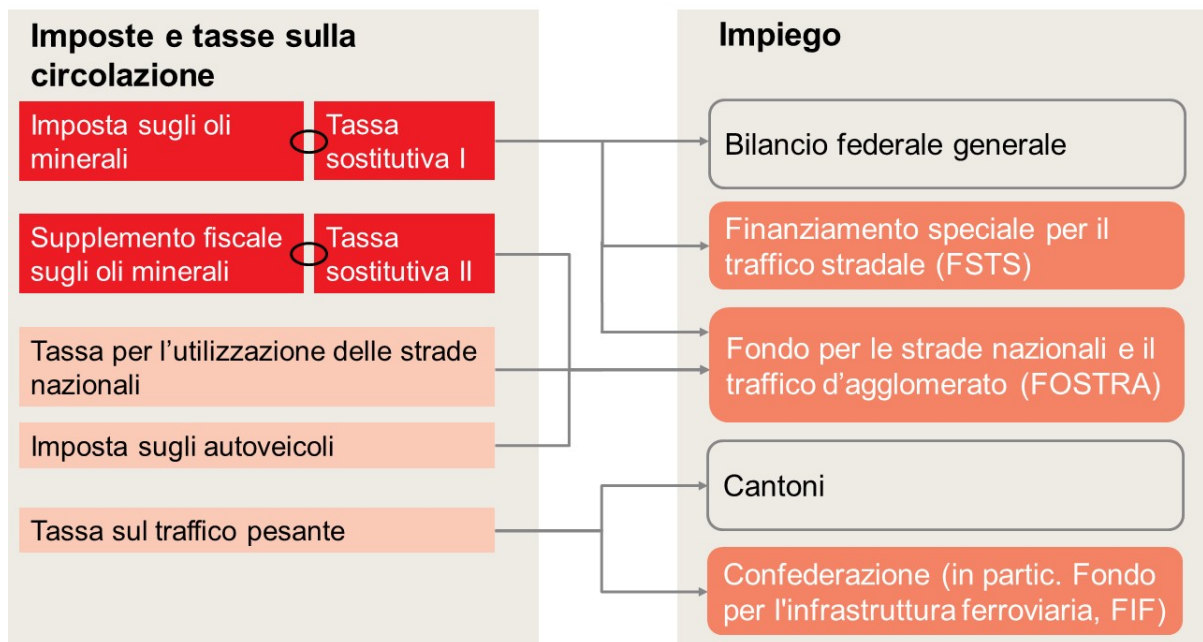 Imposte e tasse sulla
circolazione
Imposta sugli oli
minerali
Tassa
sostitutiva I
Supplemento fiscale
sugli oli minerali
Tassa
sostitutiva II
Tassa per l’utilizzazione delle strade
nazionali
Imposta sugli autoveicoli
Tassa sul traffico pesante
Impiego
Bilancio federale generale
Finanziamento speciale per il
traffico stradale (FSTS)
Fondo per le strade nazionali e il
traffico d’agglomerato (FOSTRA)
Cantoni
Confederazione (in partic. Fondo
per l'infrastruttura ferroviaria, FIF)